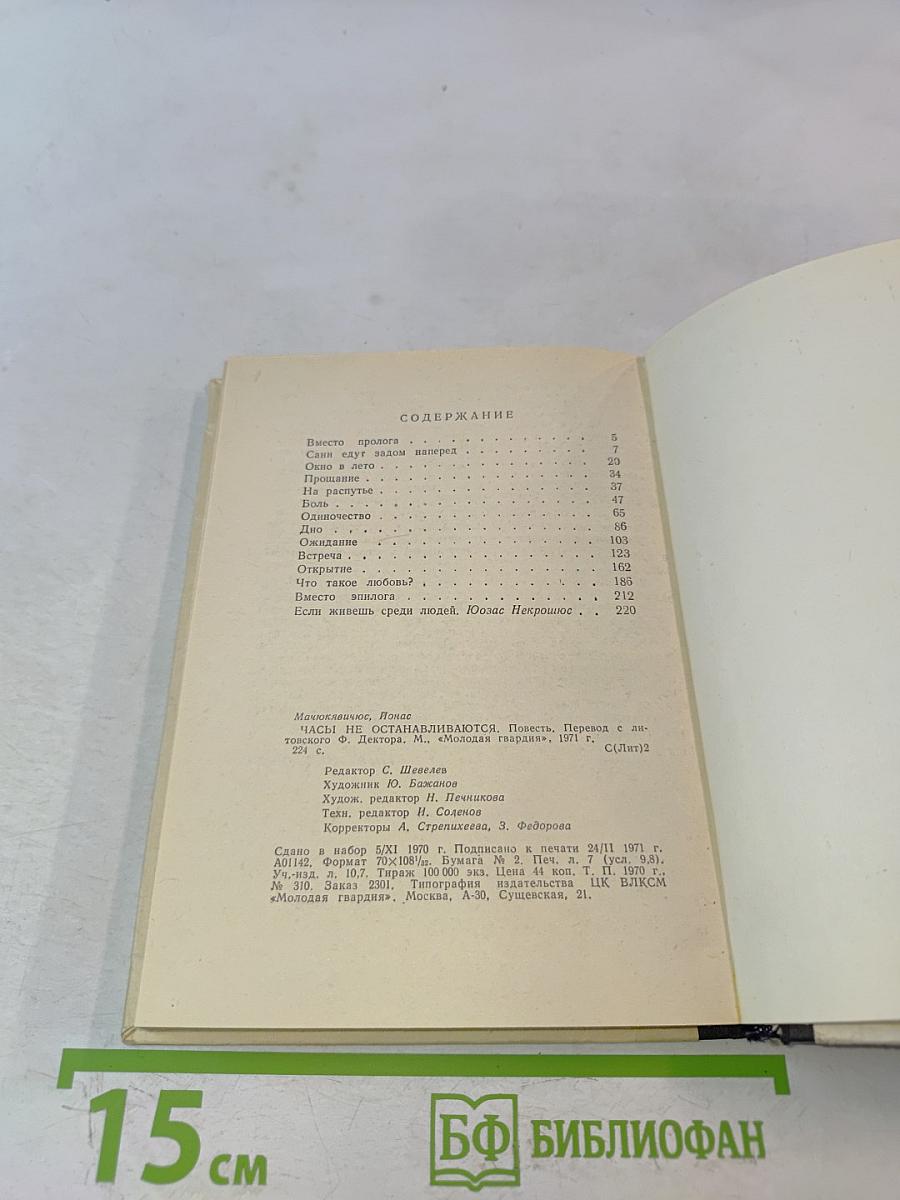 СОДЕРЖАНИЕ
Вместо пролога . . . . . . . . . . . . . 5
Сани едут задом наперед . . . . . . . . . 7
Окно в лето . . . . . . . . . . . . . . 20
Прощание . . . . . . . . . . . . . . . 34
На распутье . . . . . . . . . . . . . . 37
Боль . . . . . . . . . . . . . . . . . 47
Одиночество . . . . . . . . . . . . . . 65
Дно . . . . . . . . . . . . . . . . . 86
Ожидание . . . . . . . . . . . . . . . 103
Встреча . . . . . . . . . . . . . . . . 123
Открытие . . . . . . . . . . . . . . . 162
Что такое любовь? . . . . . . . . . . . . 186
Вместо эпилога . . . . . . . . . . . . . 212
Если живешь среди людей. Юозас Некрошюс . . 220
Мачюкявичюс, Йонас
ЧАСЫ НЕ ОСТАНАВЛИВАЮТСЯ. Повесть. Перевод с ли-
товского Ф. Дектора. М., «Молодая гвардия», 1971 г.
224 с. С(Лит)2
Редактор С. Шевелев
Художник Ю. Бажанов
Худож. редактор Н. Печникова
Техн. редактор И. Соленов
Корректоры А. Стрепихеева, З. Федорова
Сдано в набор 5/XI 1970 г. Подписано к печати 24/II 1971 г.
А01142. Формат 70×108¹/₃₂. Бумага № 2. Печ. л. 7 (усл. 9,8).
Уч.-изд. л. 10,7. Тираж 100 000 экз. Цена 44 коп. Т. П. 1970 г.,
№ 310. Заказ 2301. Типография издательства ЦК ВЛКСМ
«Молодая гвардия». Москва, А-30, Сущевская, 21.
15 см
БФ БИБЛИОФАН